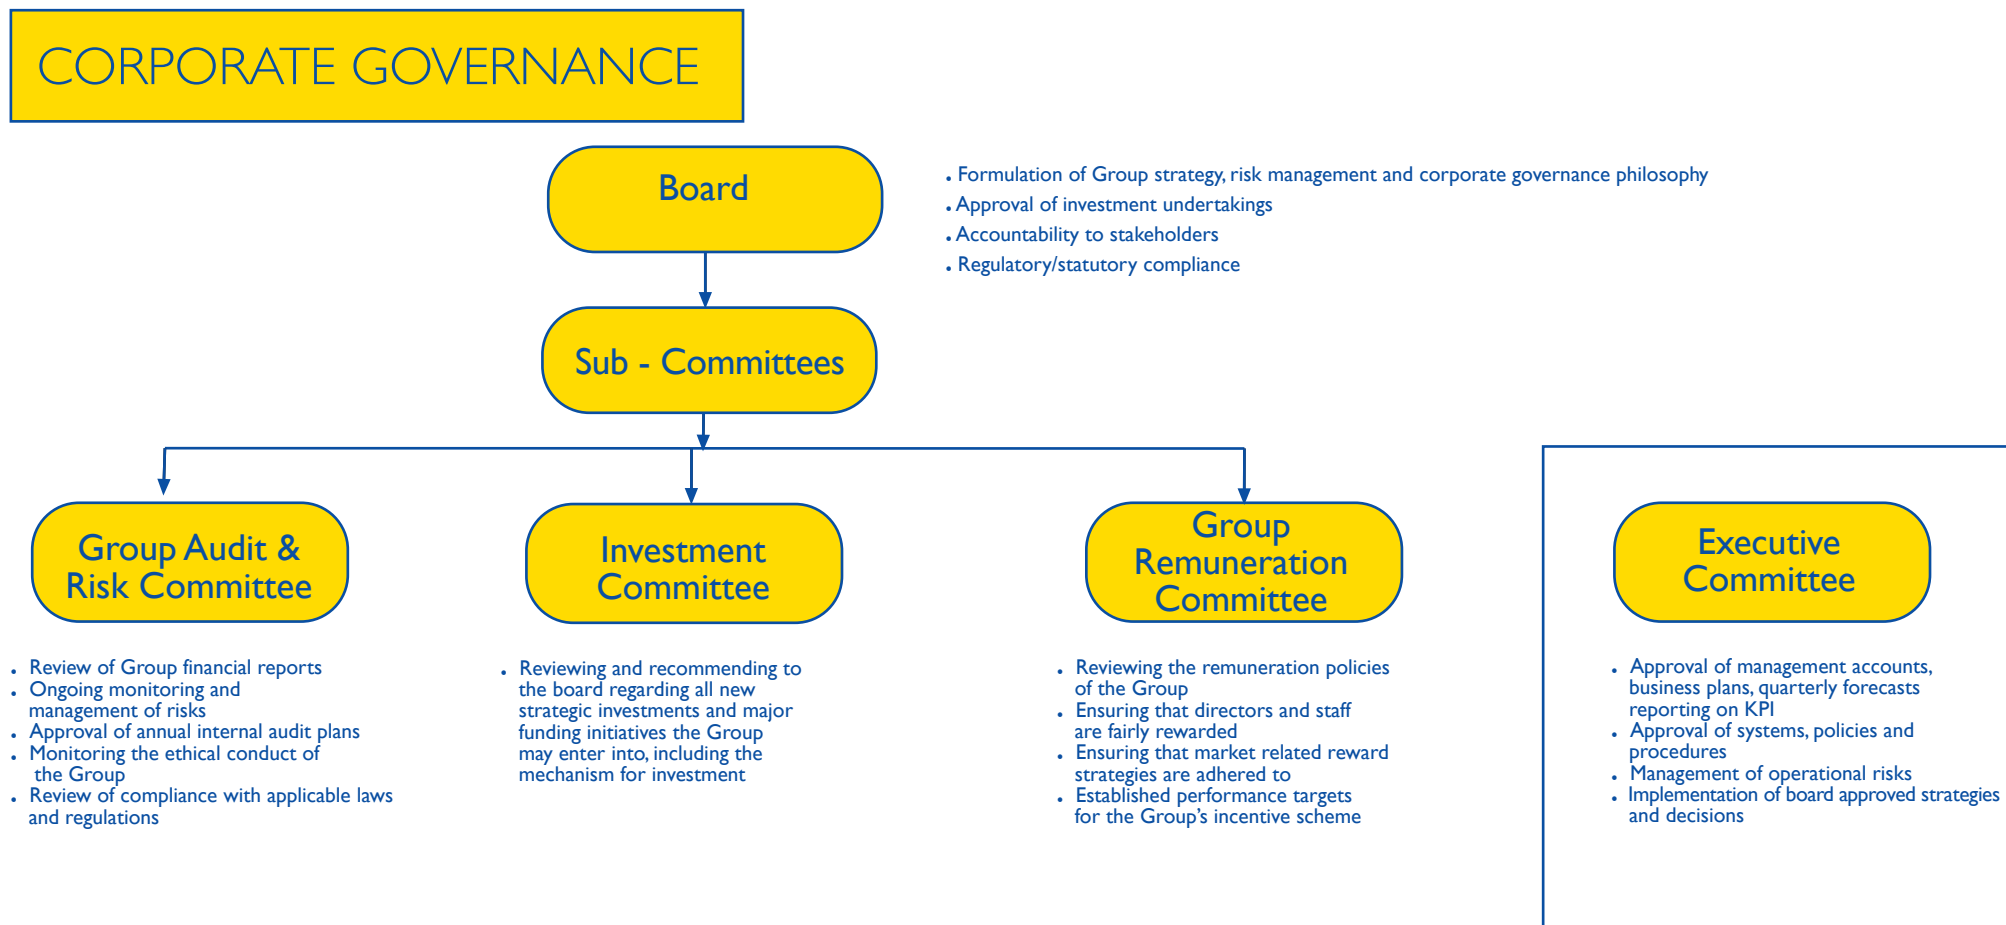 CORPORATE GOVERNANCE
Board
. Formulation of Group strategy, risk management and corporate governance philosophy
. Approval of investment undertakings
. Accountability to stakeholders
. Regulatory/statutory compliance
Sub - Committees
Group Audit &
Risk Committee
. Review of Group financial reports
. Ongoing monitoring and
management of risks
. Approval of annual internal audit plans
. Monitoring the ethical conduct of
the Group
. Review of compliance with applicable laws
and regulations
Investment
Committee
. Reviewing and recommending to
the board regarding all new
strategic investments and major
funding initiatives the Group
may enter into, including the
mechanism for investment
Group
Remuneration
Committee
. Reviewing the remuneration policies
of the Group
. Ensuring that directors and staff
are fairly rewarded
. Ensuring that market related reward
strategies are adhered to
. Established performance targets
for the Group's incentive scheme
Executive
Committee
. Approval of management accounts,
business plans, quarterly forecasts
reporting on KPI
. Approval of systems, policies and
procedures
. Management of operational risks
. Implementation of board approved strategies
and decisions